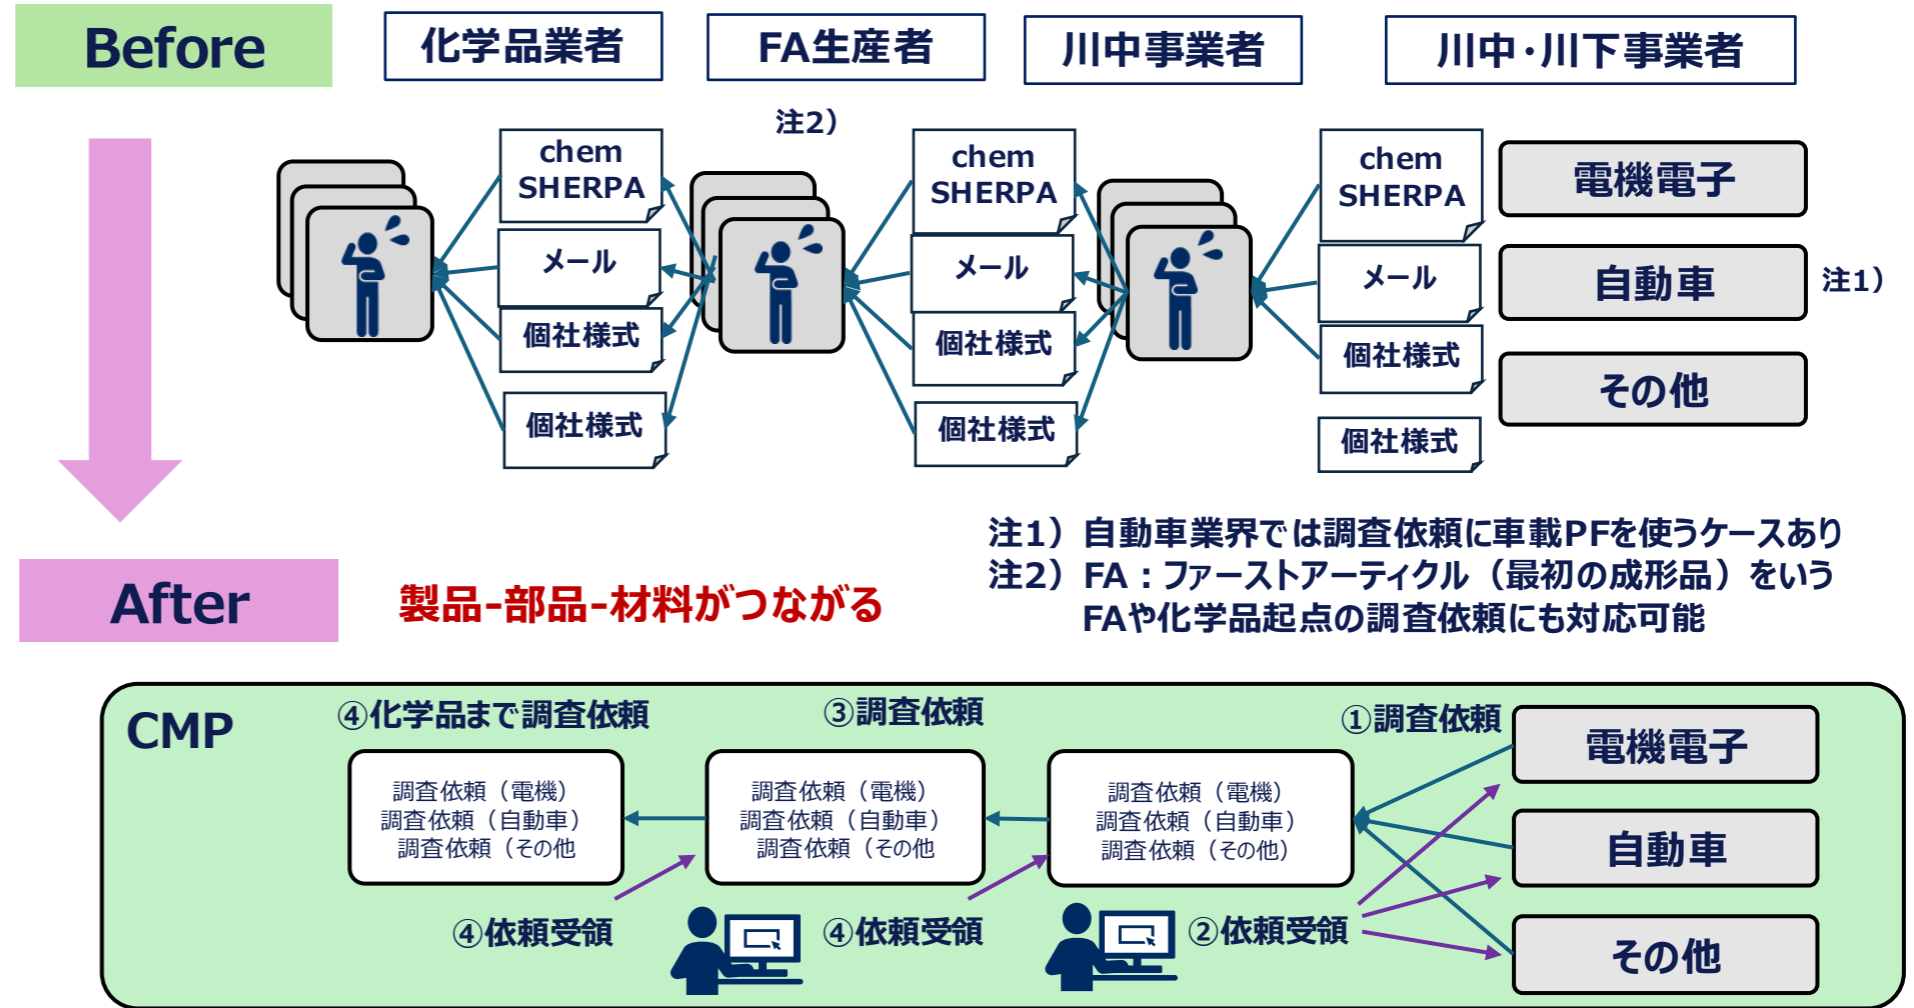 Before
化学品業者
FA生産者
川中事業者
川中・川下事業者
注2）
chem
SHERPA
メール
個社様式
個社様式
chem
SHERPA
メール
個社様式
個社様式
chem
SHERPA
メール
個社様式
個社様式
電機電子
自動車
その他
注1）
注1）自動車業界では調査依頼に車載PFを使うケースあり
注2）FA：ファーストアーティクル（最初の成形品）をいう
FAや化学品起点の調査依頼にも対応可能
After
製品-部品-材料がつながる
CMP
④化学品まで調査依頼
③調査依頼
①調査依頼
調査依頼（電機）
調査依頼（自動車）
調査依頼（その他
調査依頼（電機）
調査依頼（自動車）
調査依頼（その他
調査依頼（電機）
調査依頼（自動車）
調査依頼（その他）
電機電子
自動車
その他
④依頼受領
④依頼受領
②依頼受領